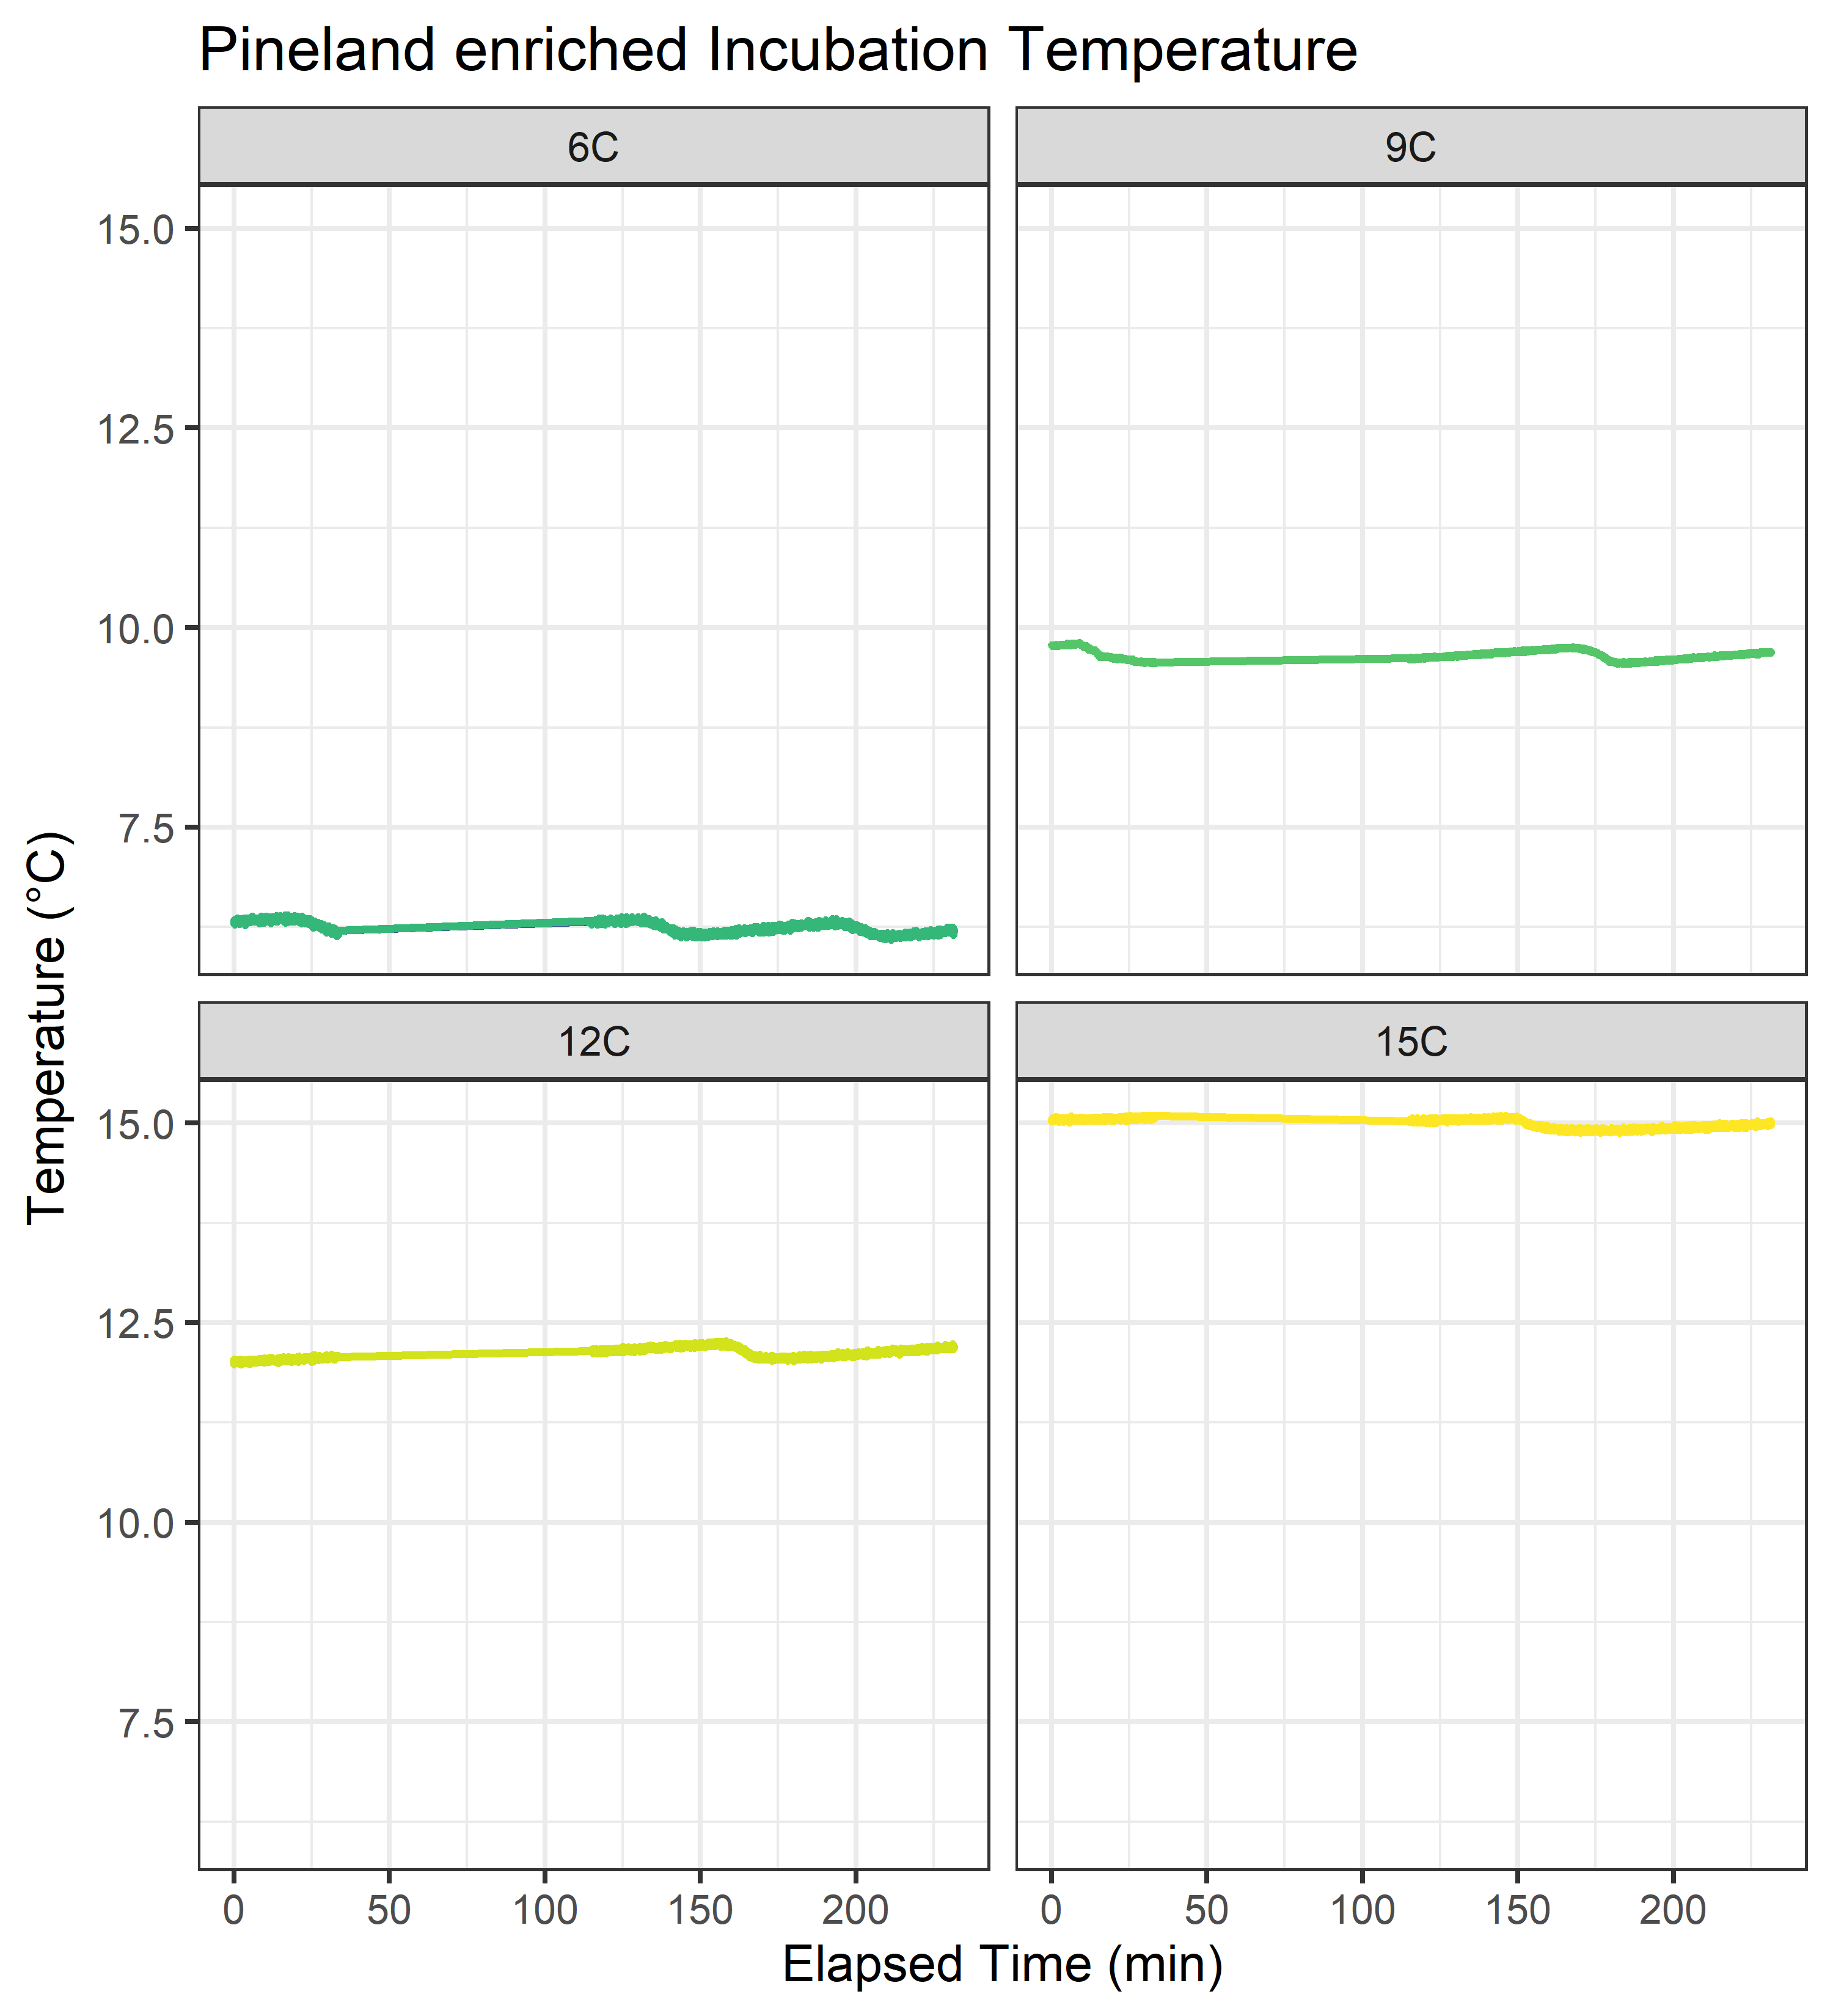 Pineland enriched Incubation Temperature
6C
9C
15.0
12.5
10.0
7.5
Temperature (°C)
12C
15C
15.0
12.5
10.0
7.5
0 50 100 150 200 0 50 100 150 200
Elapsed Time (min)